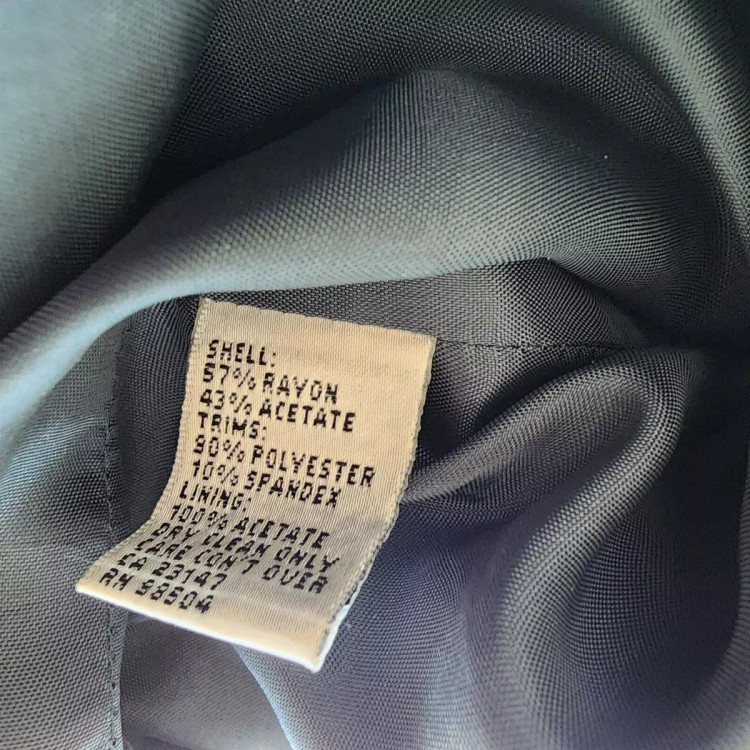 SHELL:
57% RAYON
43% ACETATE
TRIMS:
90% POLYESTER
10% SPANDEX
LINING:
100% ACETATE
DRY CLEAN ONLY
CARE CON'T OVER
CA 23147
RN 98504